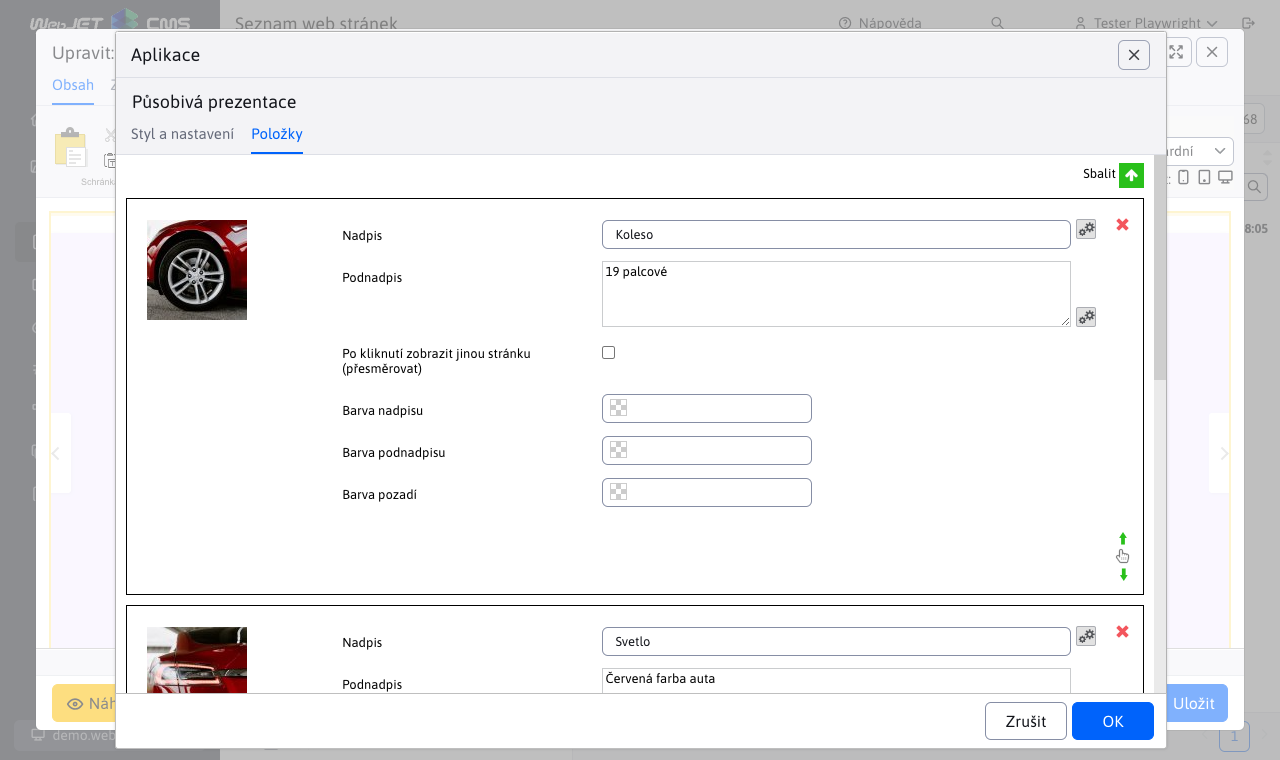 WebJET CMS
Seznam web stránek
Nápověda
Tester Playwright
Upravit:
Aplikace
Obsah
Působivá prezentace
Styl a nastavení
Položky
68
Schránka
8:05
Sbalit
Nadpis
Koleso
Podnadpis
19 palcové
Po kliknutí zobrazit jinou stránku
(přesměrovat)
Barva nadpisu
Barva podnadpisu
Barva pozadí
Nadpis
Svetlo
Podnadpis
Červená farba auta
Zrušit
OK
Uložit
demo.web
1